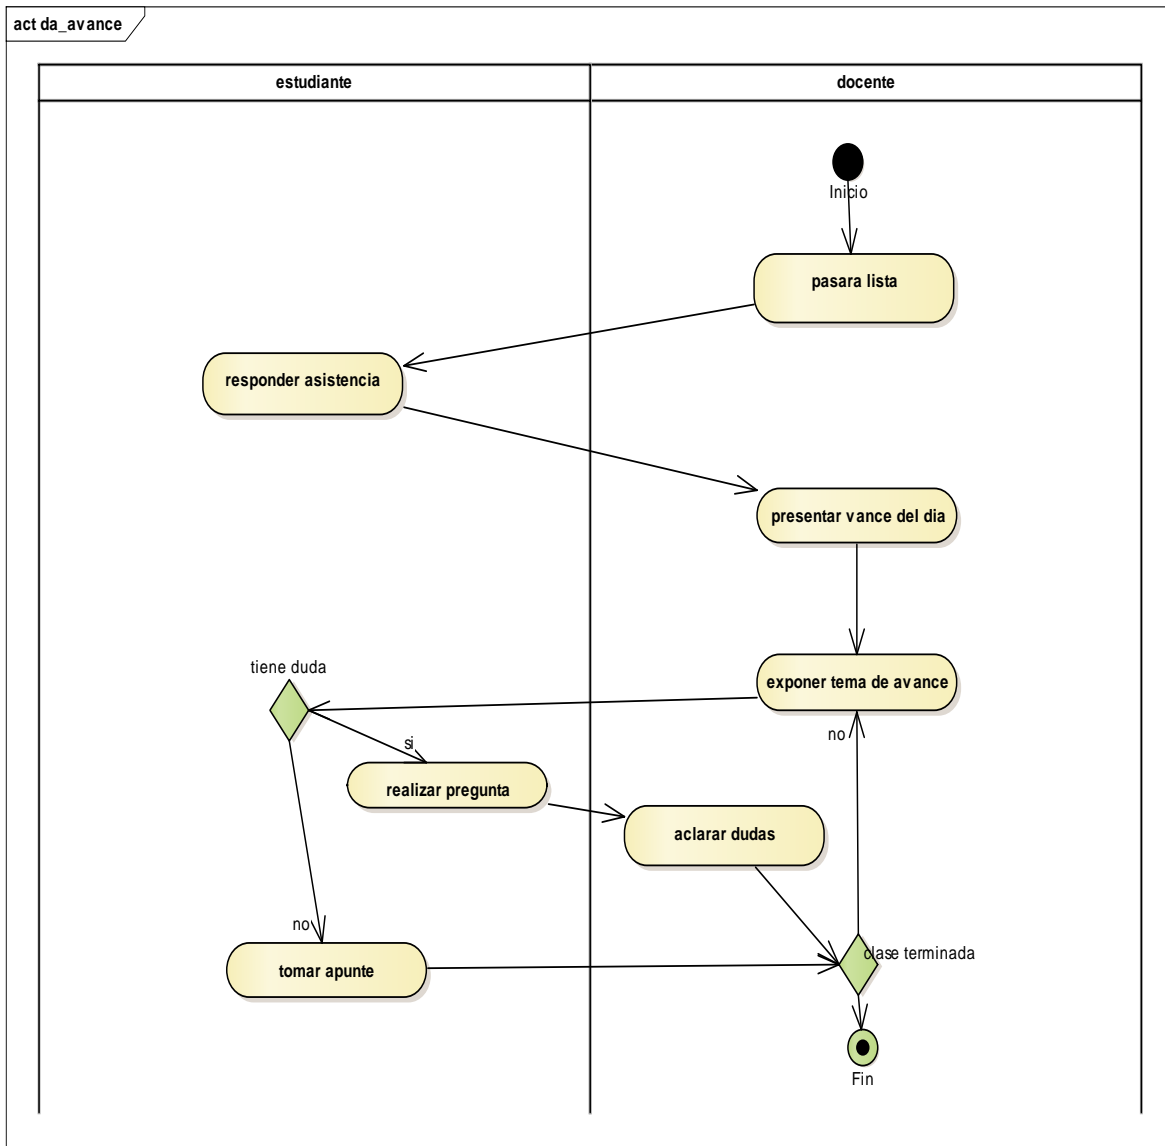 act da_avance
estudiante
docente
Inicio
pasara lista
responder asistencia
presentar vance del dia
tiene duda
exponer tema de avance
no
si
realizar pregunta
aclarar dudas
no
clase terminada
tomar apunte
Fin